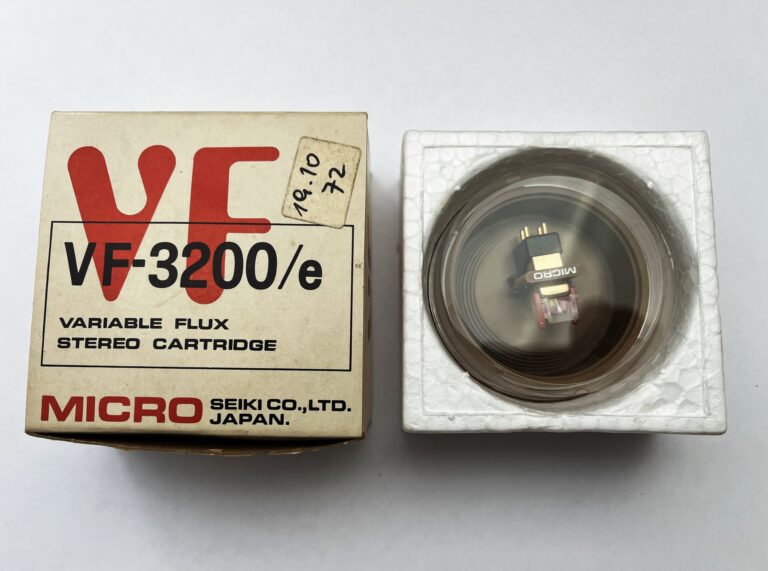 VF
19.10
72
VF-3200/e
VARIABLE FLUX
STEREO CARTRIDGE
MICRO SEIKI CO.,LTD.
JAPAN.
MICRO